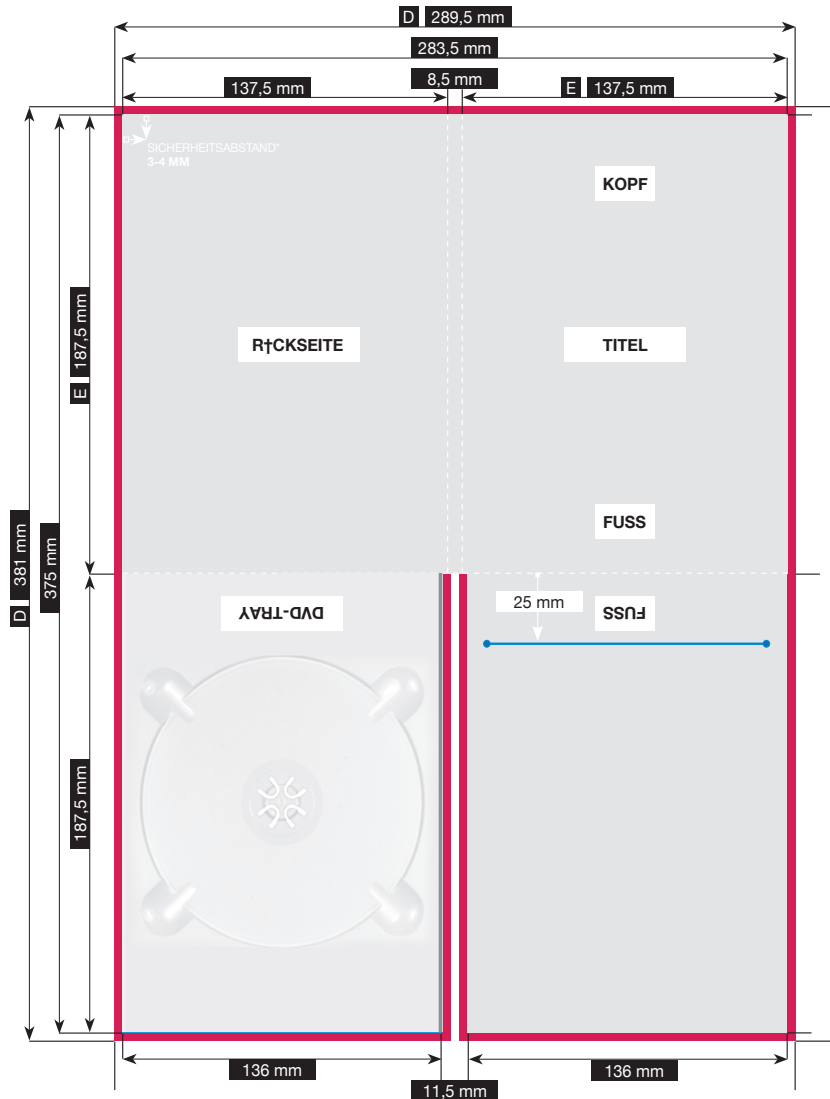 D 289,5 mm
283,5 mm
8,5 mm
137,5 mm
E 137,5 mm
SICHERHEITSABSTAND*
3-4 MM
KOPF
E 187,5 mm
R†CKSEITE
TITEL
FUSS
D 381 mm
375 mm
25 mm
DVD-TRAY
FUSS
187,5 mm
136 mm
136 mm
11,5 mm